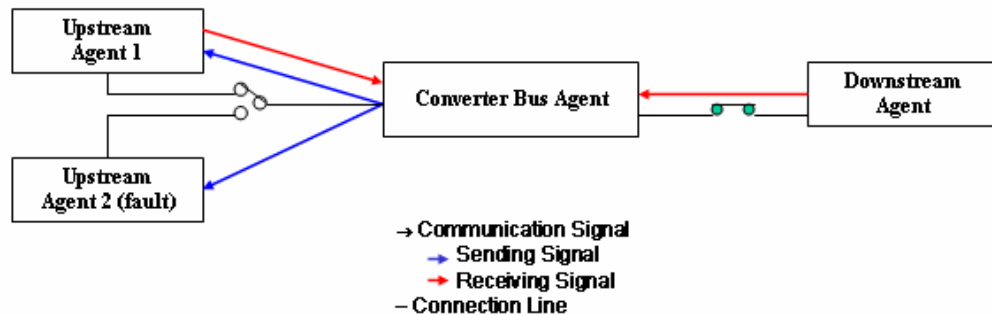 Upstream
Agent 1
Converter Bus Agent
Downstream
Agent
Upstream
Agent 2 (fault)
→ Communication Signal
→ Sending Signal
→ Receiving Signal
– Connection Line